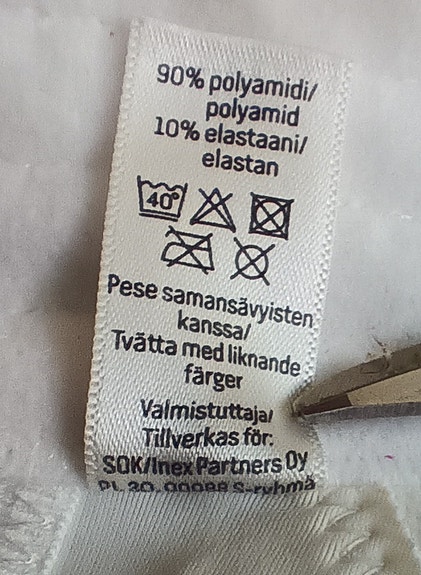 90% polyamidi/
polyamid
10% elastaani/
elastan
40°
Pese samansävyisten
kanssa/
Tvätta med liknande
färger
Valmistuttaja/
Tillverkas för:
SOK/Inex Partners Oy
PL 20, 00088 S-ryhmä